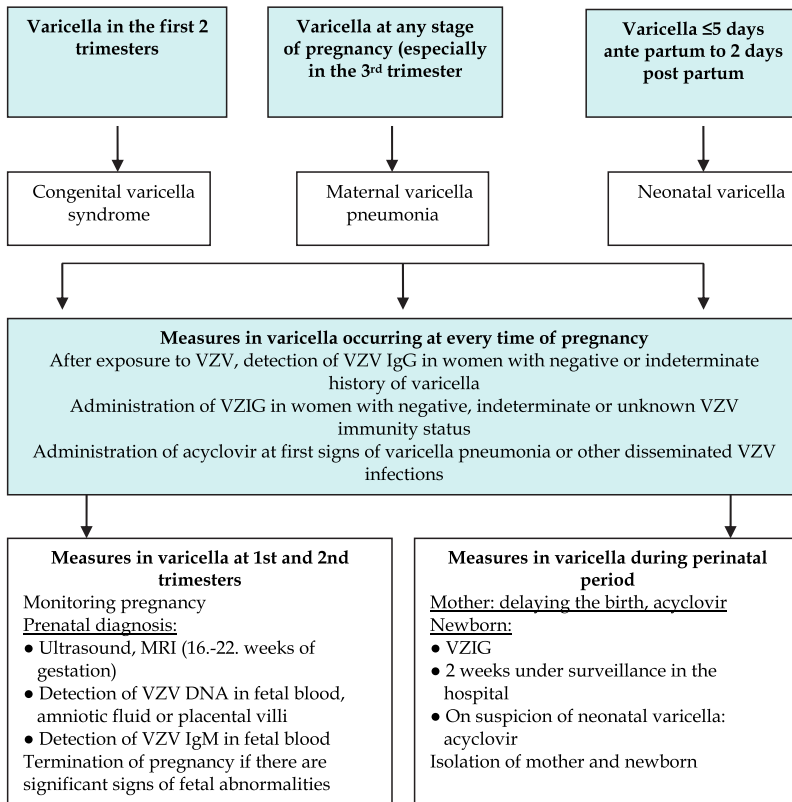 Varicella in the first 2
trimesters
Varicella at any stage
of pregnancy (especially
in the 3rd trimester
Varicella ≤5 days
ante partum to 2 days
post partum
Congenital varicella
syndrome
Maternal varicella
pneumonia
Neonatal varicella
Measures in varicella occurring at every time of pregnancy
After exposure to VZV, detection of VZV IgG in women with negative or indeterminate
history of varicella
Administration of VZIG in women with negative, indeterminate or unknown VZV
immunity status
Administration of acyclovir at first signs of varicella pneumonia or other disseminated VZV
infections
Measures in varicella at 1st and 2nd
trimesters
Monitoring pregnancy
Prenatal diagnosis:
● Ultrasound, MRI (16.-22. weeks of
gestation)
● Detection of VZV DNA in fetal blood,
amniotic fluid or placental villi
● Detection of VZV IgM in fetal blood
Termination of pregnancy if there are
significant signs of fetal abnormalities
Measures in varicella during perinatal
period
Mother: delaying the birth, acyclovir
Newborn:
● VZIG
● 2 weeks under surveillance in the
hospital
● On suspicion of neonatal varicella:
acyclovir
Isolation of mother and newborn